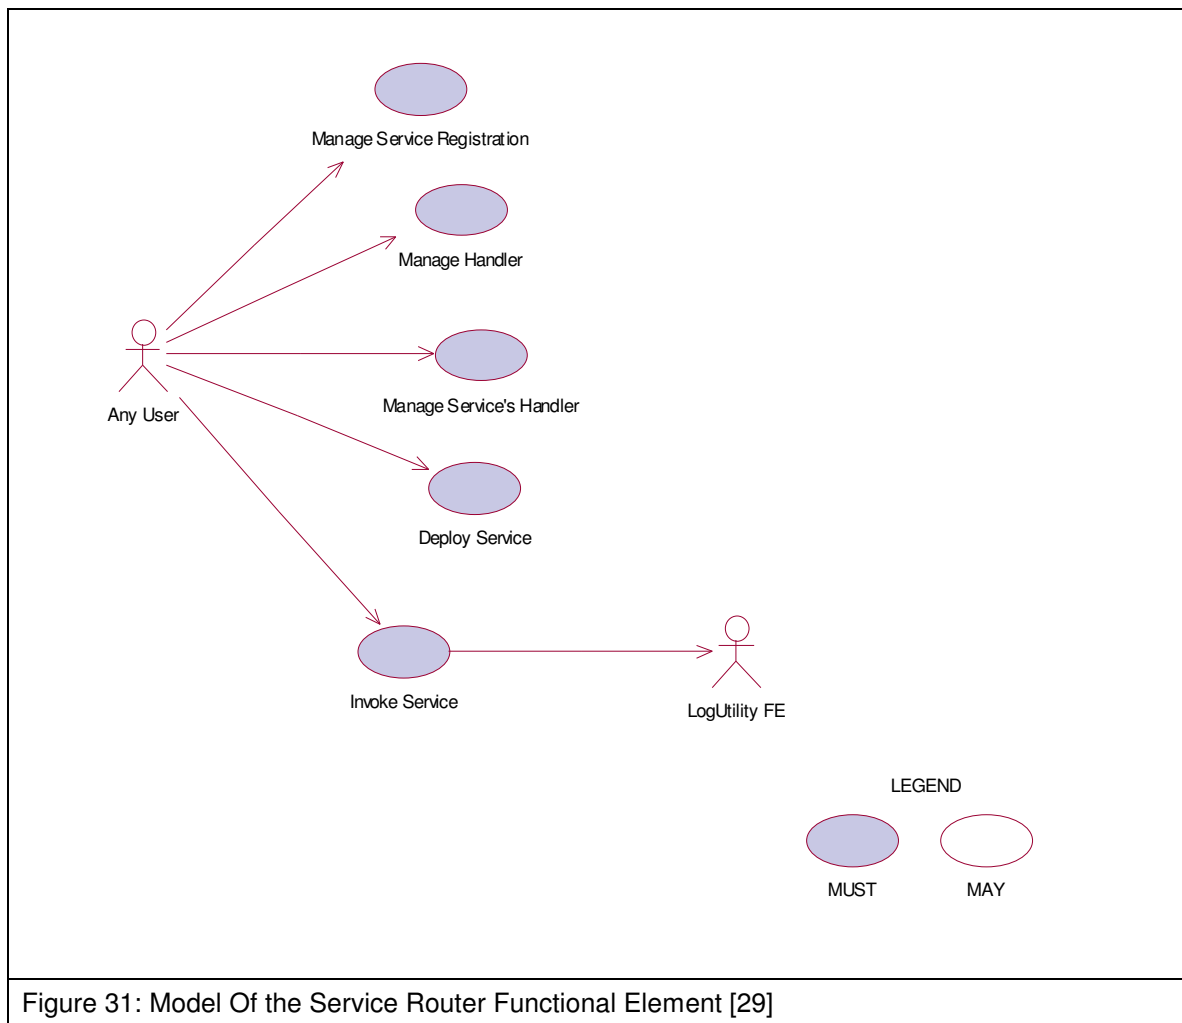 Manage Service Registration
Manage Handler
Manage Service's Handler
Any User
Deploy Service
Invoke Service
LogUtility FE
LEGEND
MUST
MAY
Figure 31: Model Of the Service Router Functional Element [29]